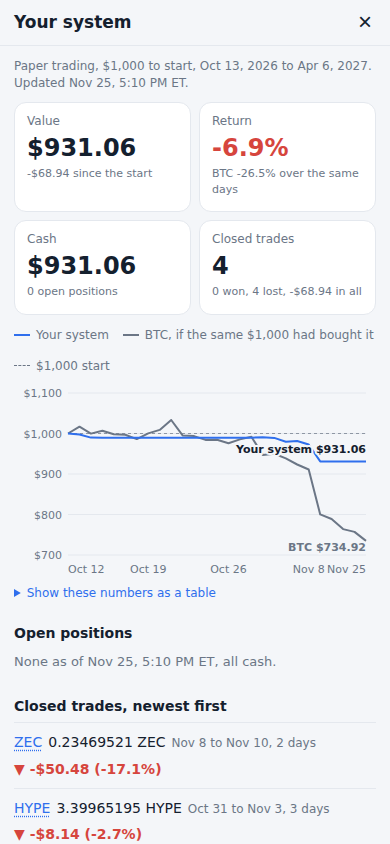 Your system ✕
Paper trading, $1,000 to start, Oct 13, 2026 to Apr 6, 2027.
Updated Nov 25, 5:10 PM ET.
Value
$931.06
-$68.94 since the start
Return
-6.9%
BTC -26.5% over the same
days
Cash
$931.06
0 open positions
Closed trades
4
0 won, 4 lost, -$68.94 in all
Your system
BTC, if the same $1,000 had bought it
$1,000 start
$1,100
$1,000
$900
$800
$700
Your system $931.06
BTC $734.92
Oct 12 Oct 19 Oct 26 Nov 8 Nov 25
▶ Show these numbers as a table
Open positions
None as of Nov 25, 5:10 PM ET, all cash.
Closed trades, newest first
ZEC 0.23469521 ZEC Nov 8 to Nov 10, 2 days
▼ -$50.48 (-17.1%)
HYPE 3.39965195 HYPE Oct 31 to Nov 3, 3 days
▼ -$8.14 (-2.7%)